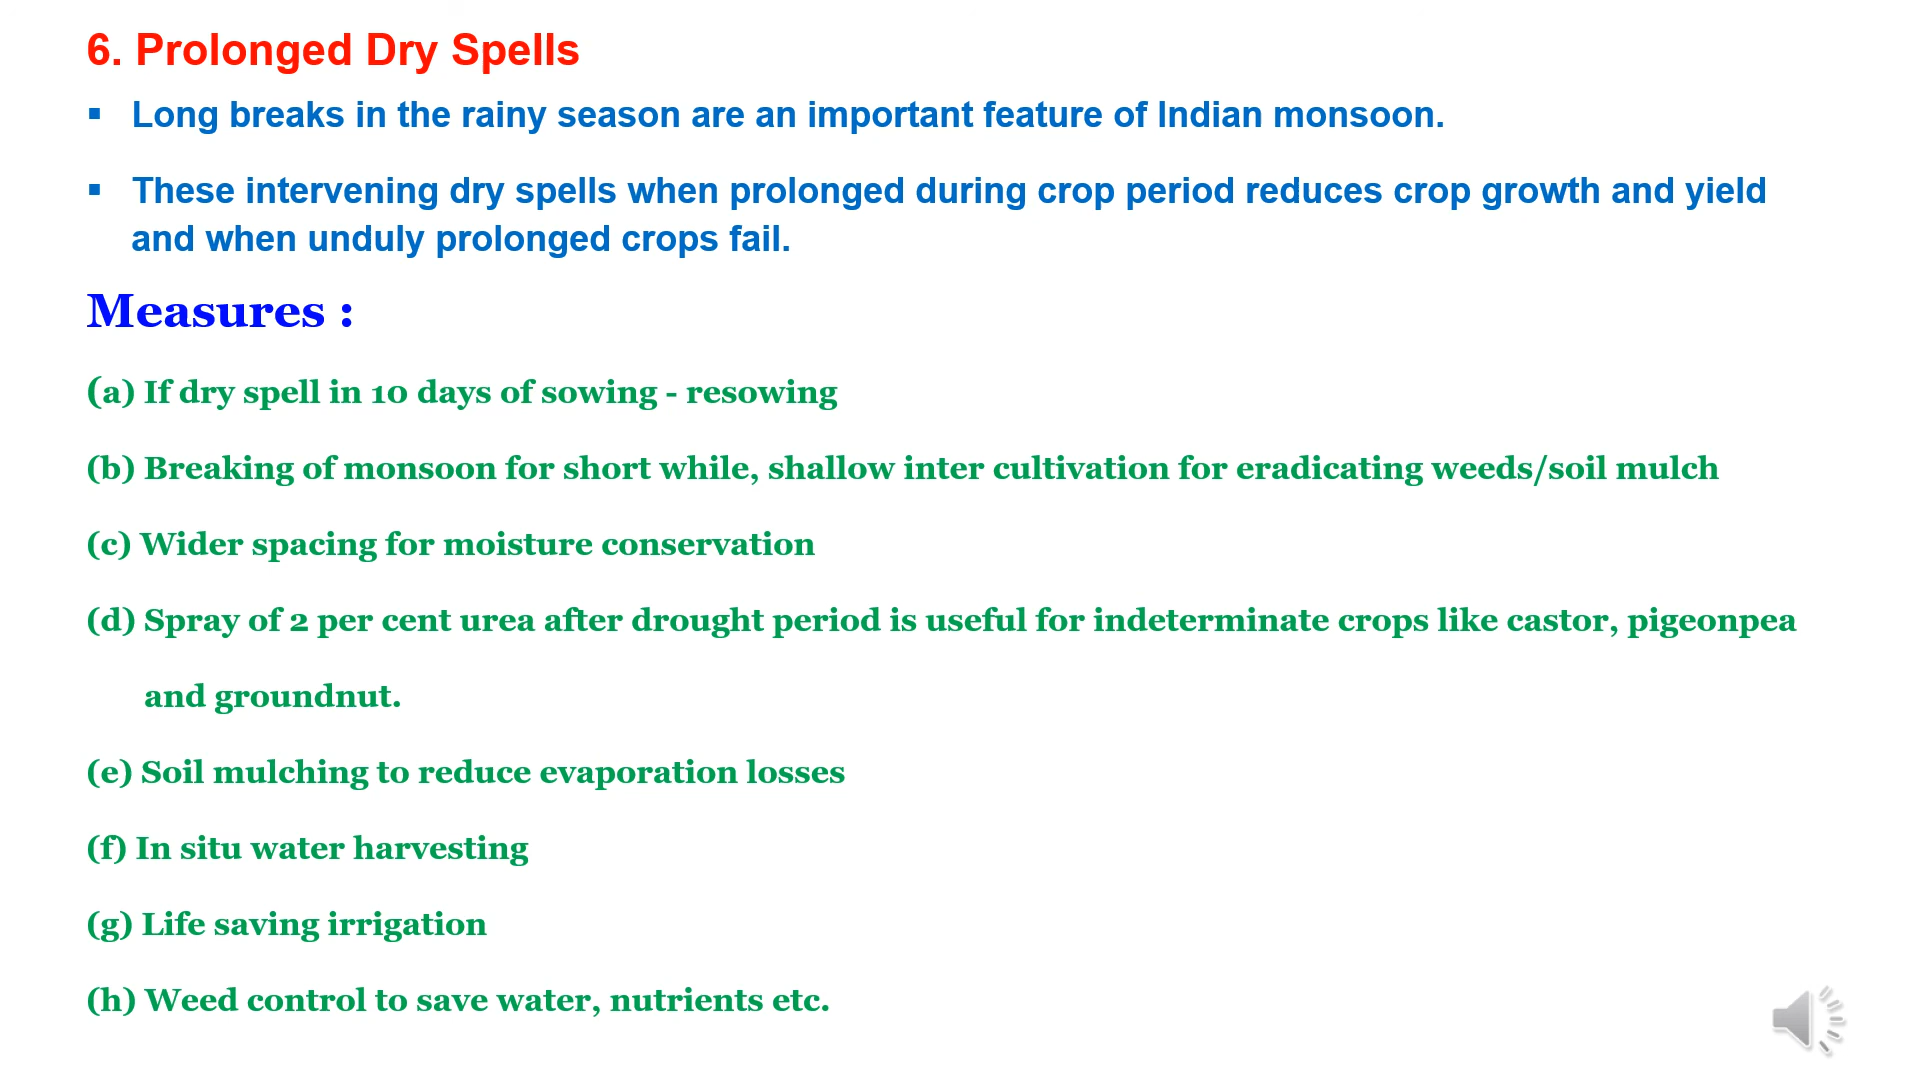 6. Prolonged Dry Spells
▪ Long breaks in the rainy season are an important feature of Indian monsoon.
▪ These intervening dry spells when prolonged during crop period reduces crop growth and yield
and when unduly prolonged crops fail.
Measures :
(a) If dry spell in 10 days of sowing - resowing
(b) Breaking of monsoon for short while, shallow inter cultivation for eradicating weeds/soil mulch
(c) Wider spacing for moisture conservation
(d) Spray of 2 per cent urea after drought period is useful for indeterminate crops like castor, pigeonpea
and groundnut.
(e) Soil mulching to reduce evaporation losses
(f) In situ water harvesting
(g) Life saving irrigation
(h) Weed control to save water, nutrients etc.